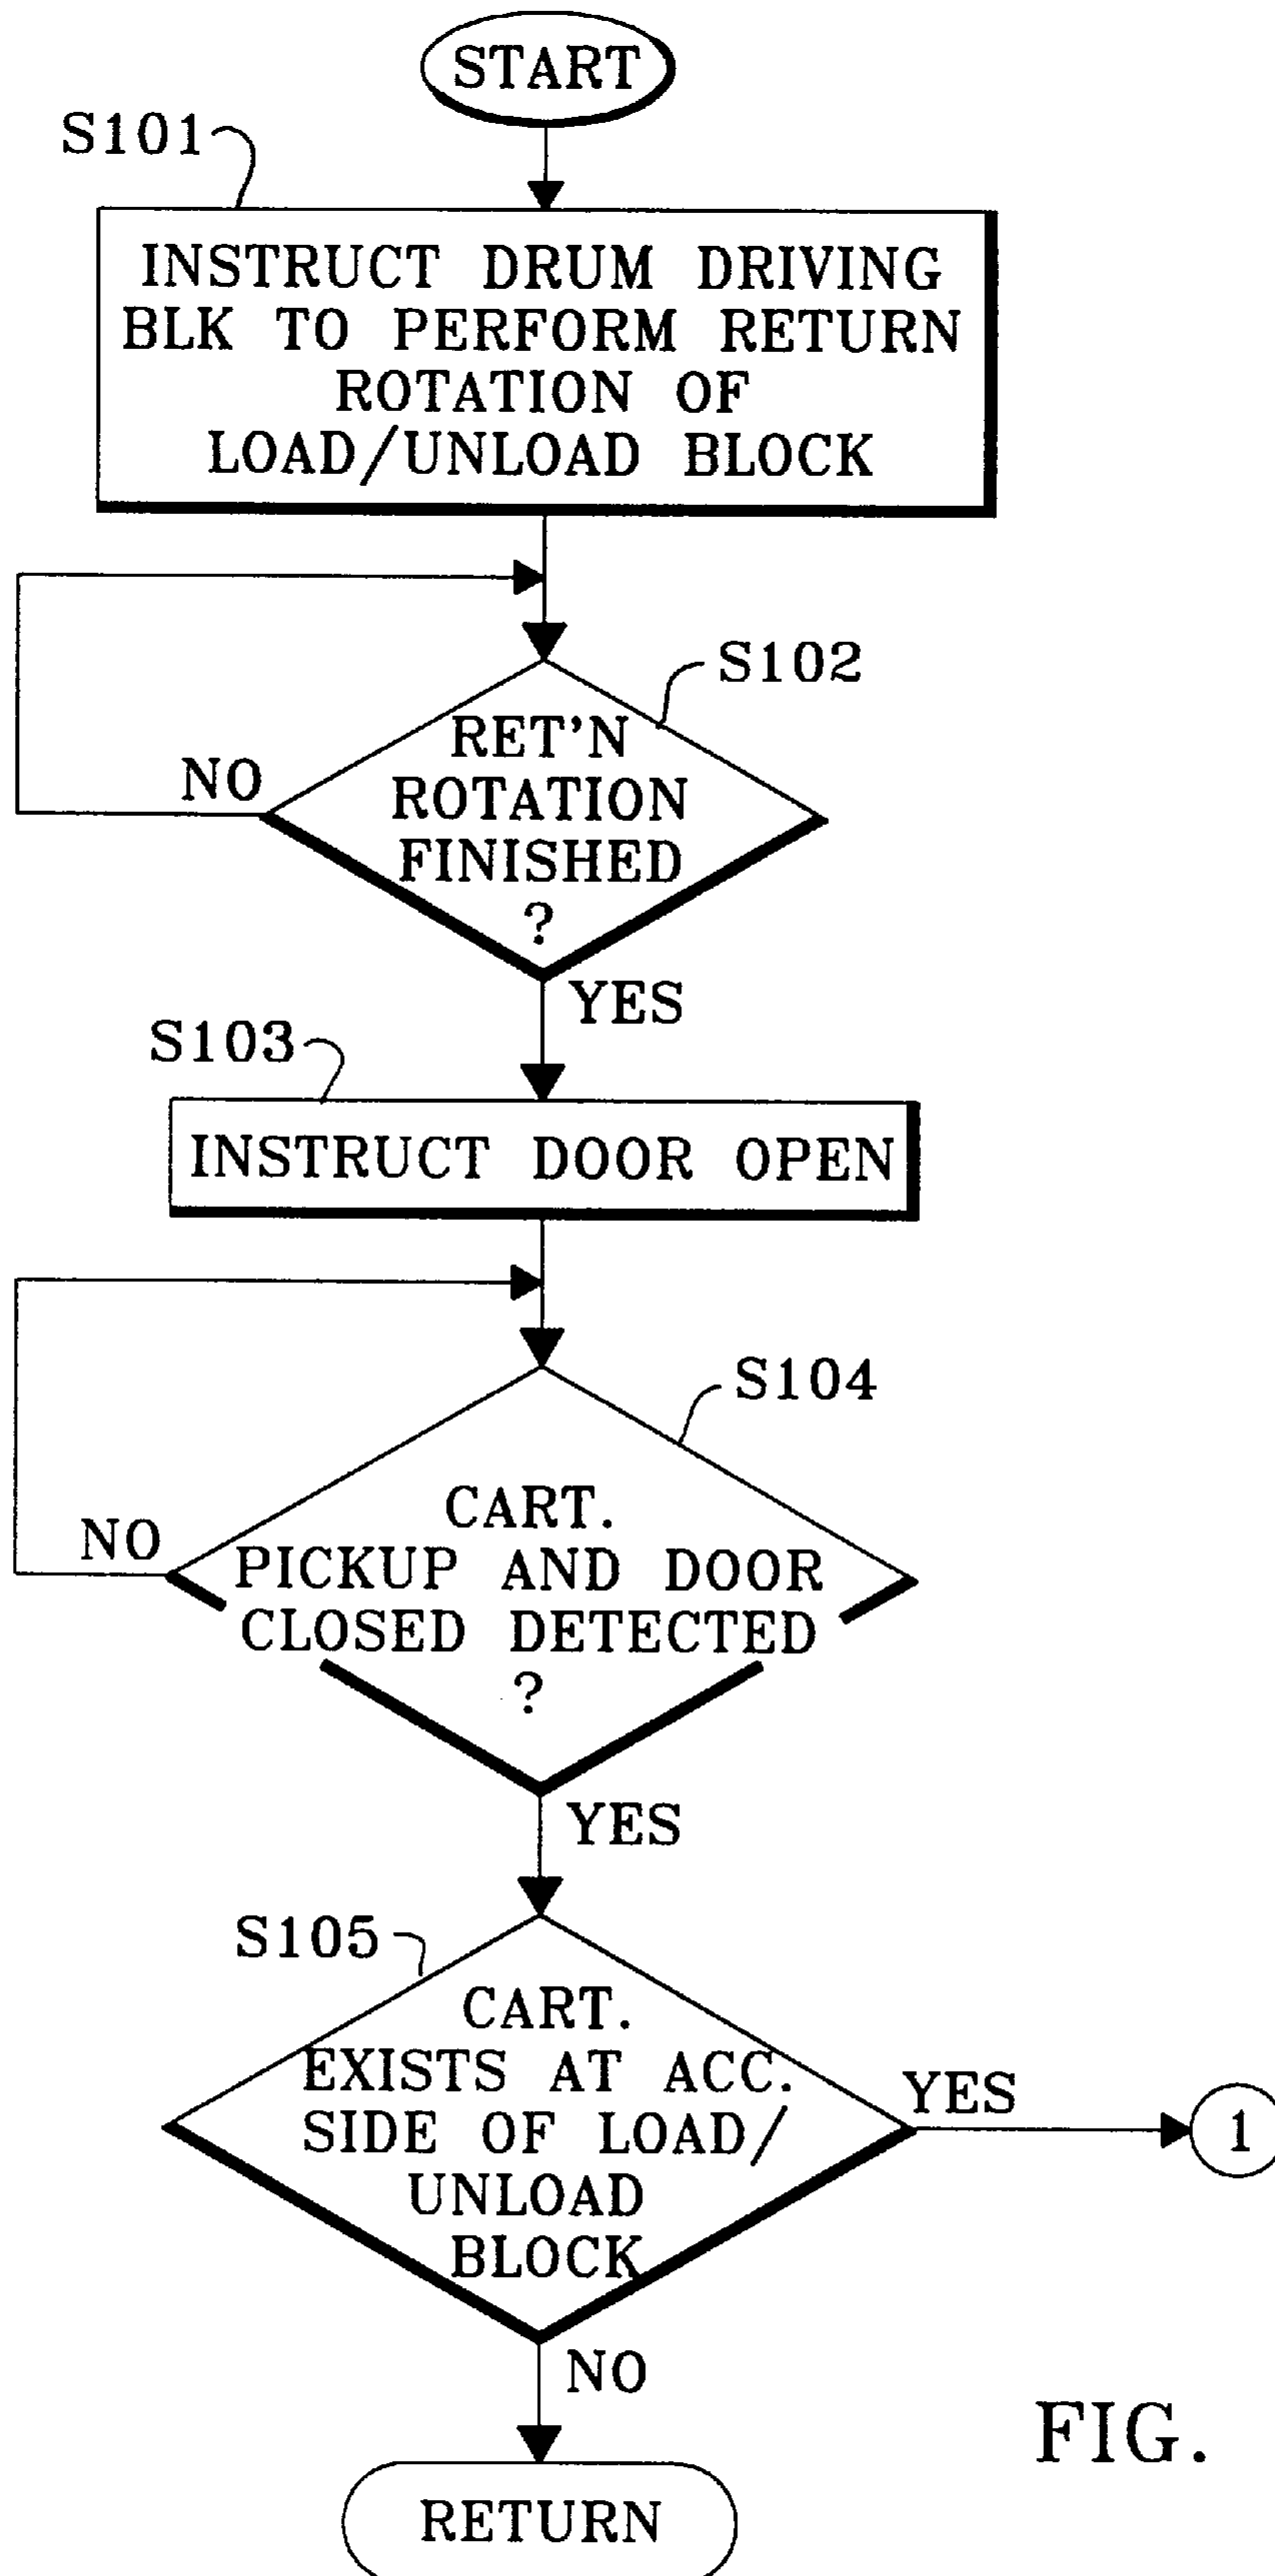 START
S101
INSTRUCT DRUM DRIVING
BLK TO PERFORM RETURN
ROTATION OF
LOAD/UNLOAD BLOCK
S102
RET'N
ROTATION
FINISHED
?
NO
YES
S103
INSTRUCT DOOR OPEN
S104
CART.
PICKUP AND DOOR
CLOSED DETECTED
?
NO
YES
S105
CART.
EXISTS AT ACC.
SIDE OF LOAD/
UNLOAD
BLOCK
YES
1
NO
RETURN
FIG.